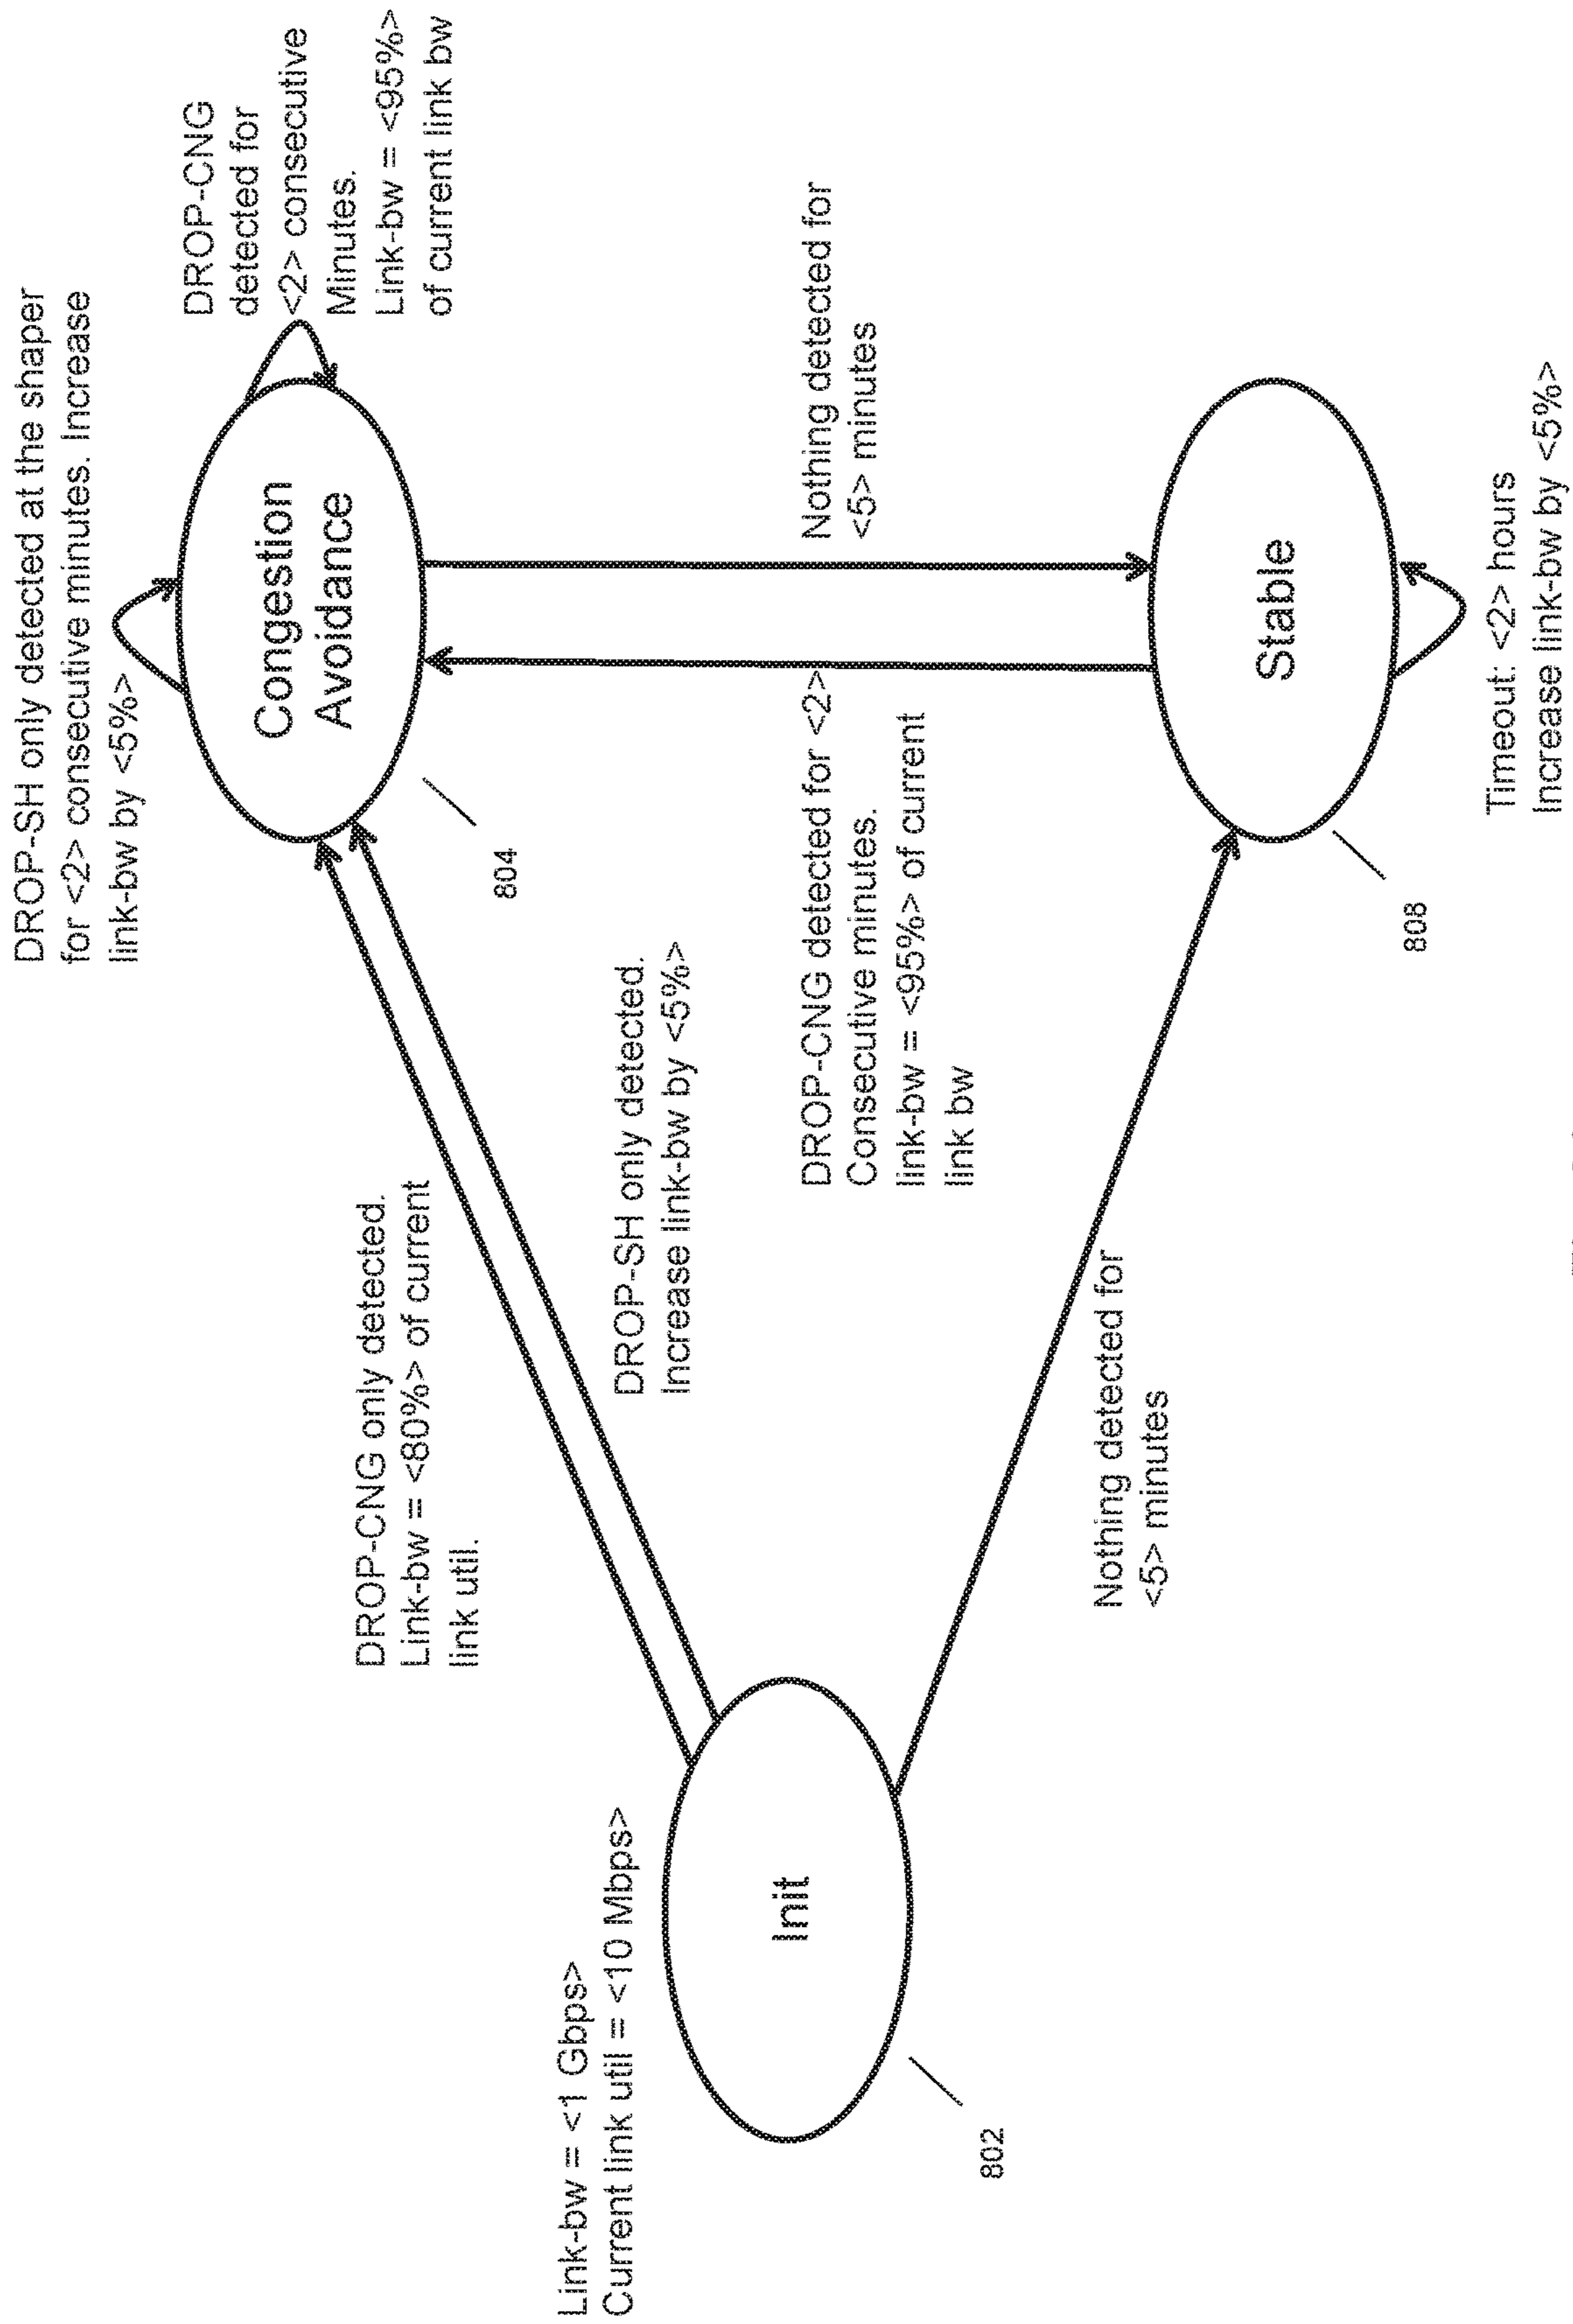 DROP-SH only detected at the shaper
for <2> consecutive minutes. Increase
link-bw by <5%>
DROP-CNG
detected for
<2> consecutive
Minutes.
Link-bw = <95%>
of current link bw
Congestion
Avoidance
804
DROP-CNG only detected.
Link-bw = <80%> of current
link util.
DROP-SH only detected.
Increase link-bw by <5%>
Link-bw = <1 Gbps>
Current link util = <10 Mbps>
Init
802
Nothing detected for
<5> minutes
DROP-CNG detected for <2>
Consecutive minutes.
link-bw = <95%> of current
link bw
Nothing detected for
<5> minutes
Stable
808
Timeout: <2> hours
Increase link-bw by <5%>